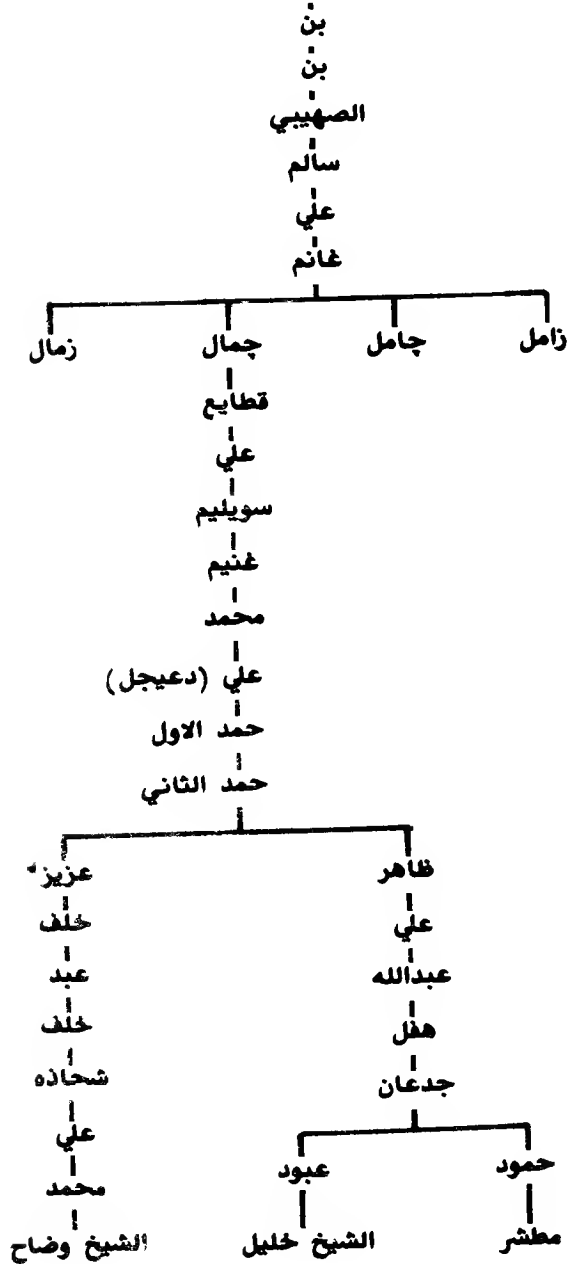 بن
بن
الصهيبي
سالم
علي
غانم
زامل چامل چمال زمال
قطايع
علي
سويليم
غنيم
محمد
علي (دعيجل)
حمد الاول
حمد الثاني
ظاهر عزيز*
علي خلف
عبدالله عبد
هفل خلف
جدعان شحاذه
علي
حمود عبود محمد
مطشر الشيخ خليل الشيخ وضاح